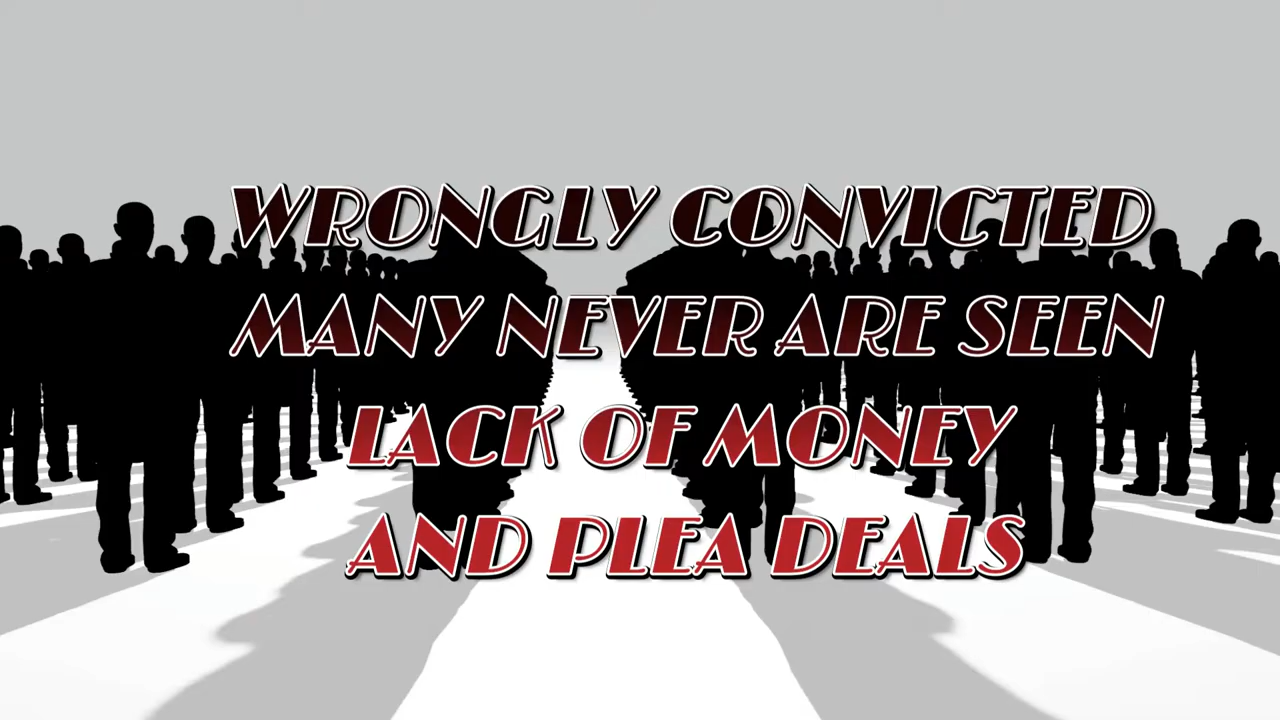 WRONGLY CONVICTED
MANY NEVER ARE SEEN
LACK OF MONEY
AND PLEA DEALS